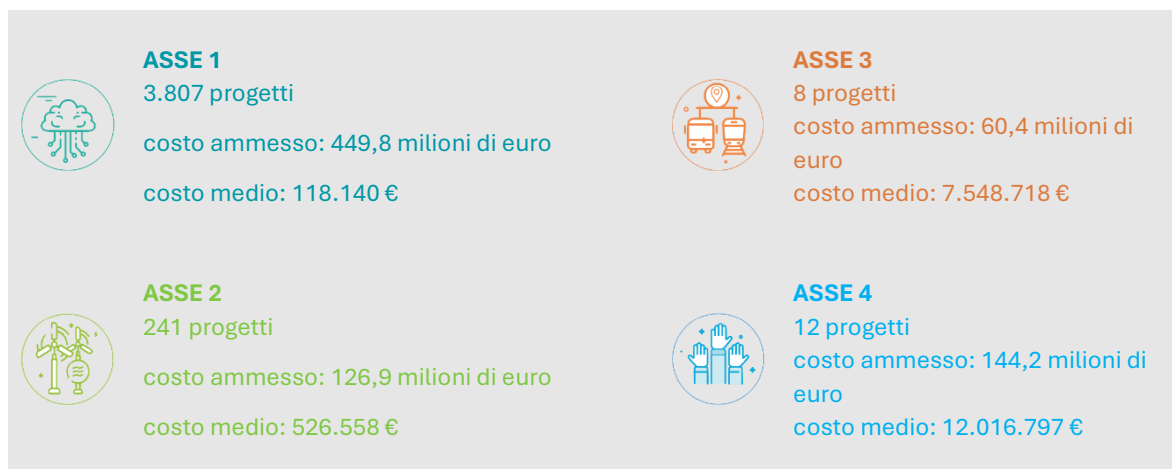 ASSE 1
3.807 progetti
costo ammesso: 449,8 milioni di euro
costo medio: 118.140 €
ASSE 2
241 progetti
costo ammesso: 126,9 milioni di euro
costo medio: 526.558 €
ASSE 3
8 progetti
costo ammesso: 60,4 milioni di
euro
costo medio: 7.548.718 €
ASSE 4
12 progetti
costo ammesso: 144,2 milioni di
euro
costo medio: 12.016.797 €